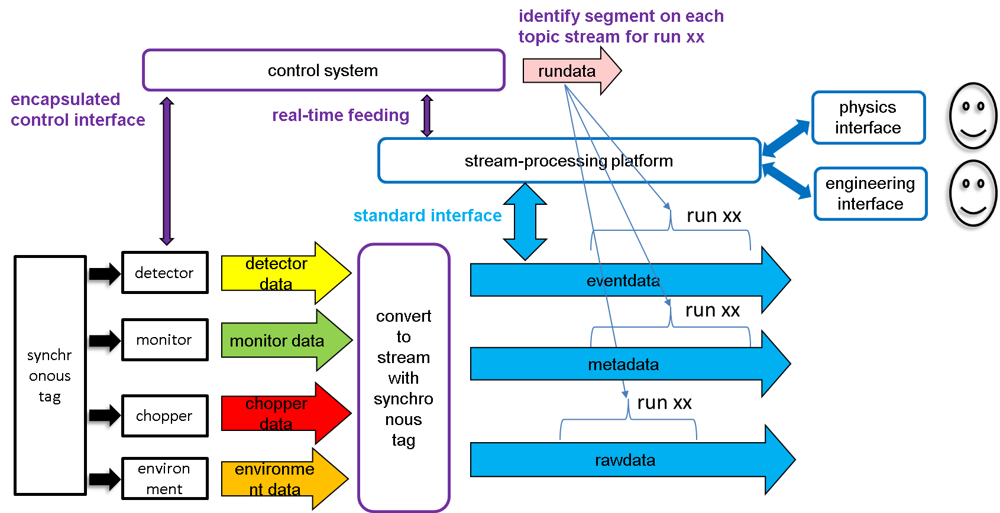 identify segment on each
topic stream for run xx
control system
rundata
encapsulated
control interface
real-time feeding
physics
interface
stream-processing platform
engineering
interface
standard interface
run xx
synchr
onous
tag
detector
detector
data
eventdata
run xx
monitor
monitor data
convert
to
stream
with
synchro
nous
tag
metadata
run xx
chopper
chopper
data
rawdata
environ
ment
environme
nt data